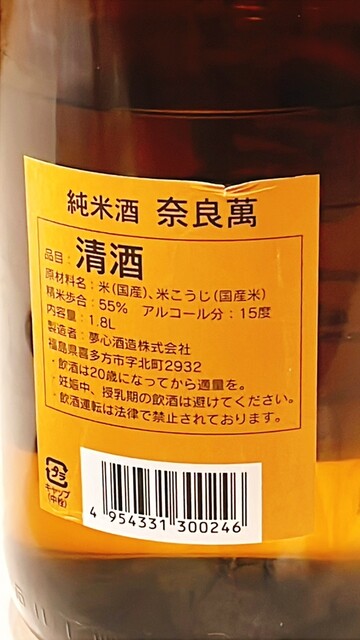 純米酒 奈良萬
品目：清酒
原材料名：米(国産)、米こうじ(国産米)
精米歩合：55% アルコール分：15度
内容量：1.8L
製造者：夢心酒造株式会社
福島県喜多方市字北町2932
・飲酒は20歳になってから適量を。
・妊娠中、授乳期の飲酒は避けてください。
・飲酒運転は法律で禁止されております。
プラ
キャップ
(中栓)
4 954331 300246